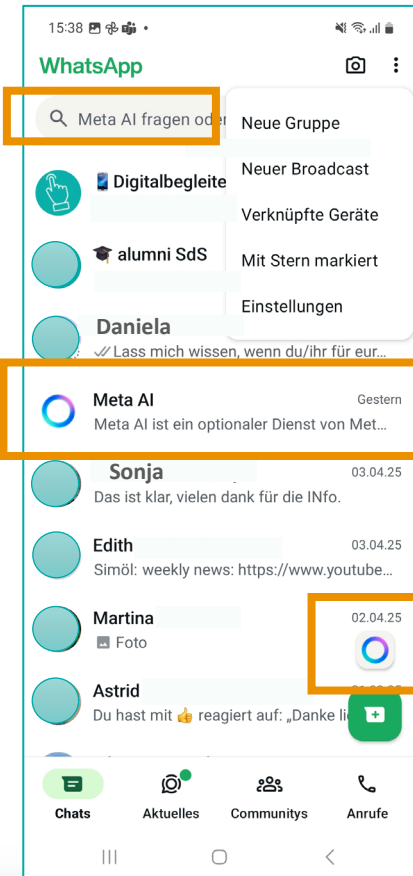 15:38
WhatsApp
Meta AI fragen oder
Neue Gruppe
Neuer Broadcast
Verknüpfte Geräte
Mit Stern markiert
Einstellungen
📱Digitalbegleite
🎓 alumni SdS
Daniela
Lass mich wissen, wenn du/ihr für eur...
Meta AI Gestern
Meta AI ist ein optionaler Dienst von Met...
Sonja 03.04.25
Das ist klar, vielen dank für die INfo.
Edith 03.04.25
Simöl: weekly news: https://www.youtube...
Martina 02.04.25
Foto
Astrid
Du hast mit 👍 reagiert auf: „Danke
Chats Aktuelles Communitys Anrufe